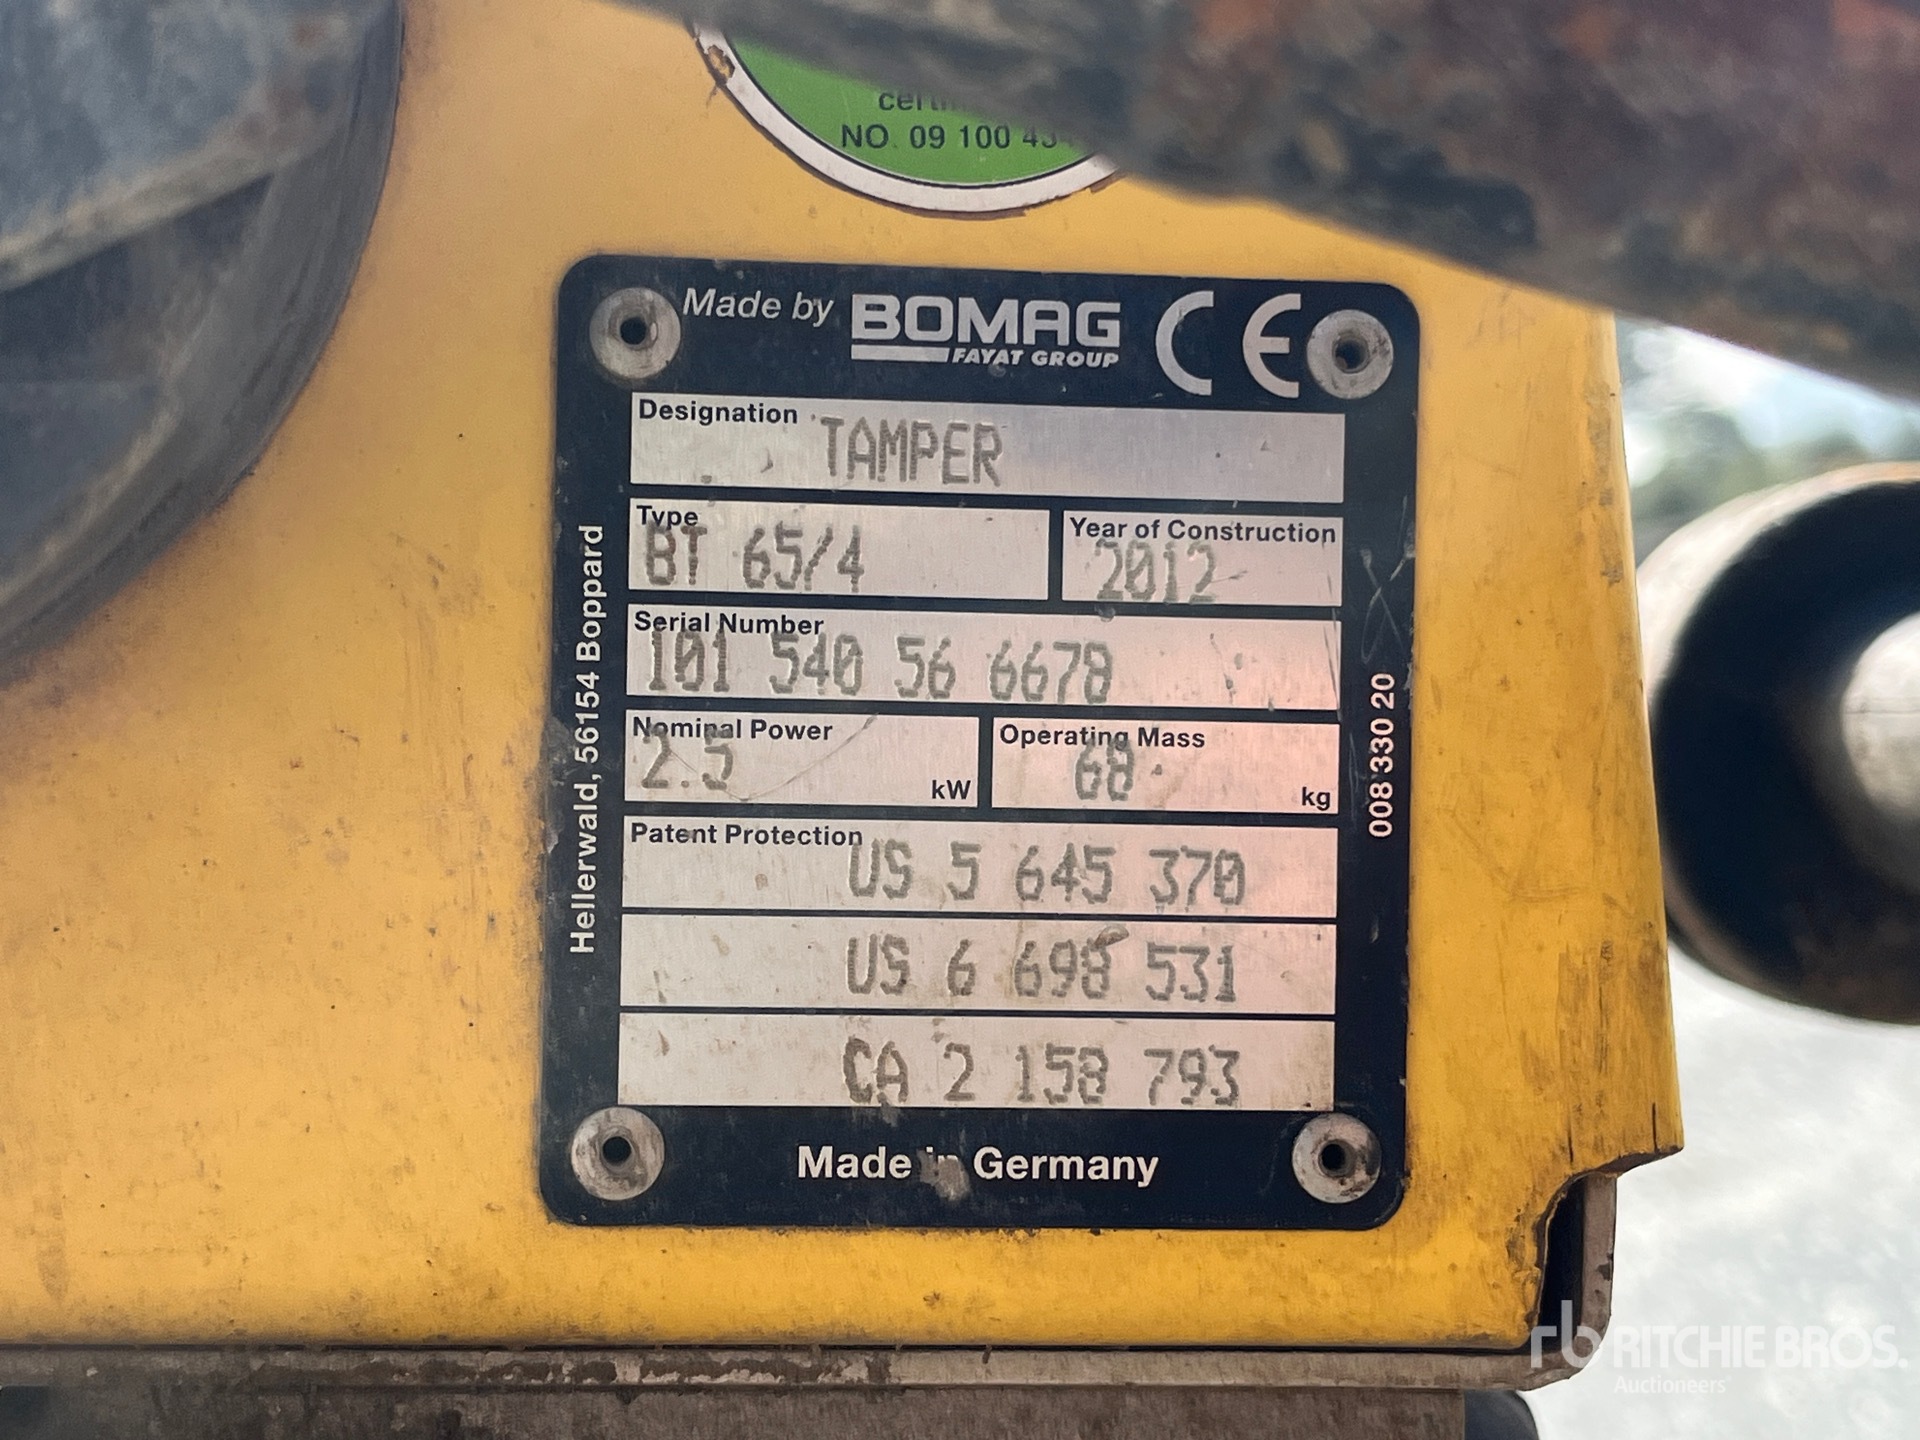 NO. 09 100
Made by BOMAG CE
FAYAT GROUP
Designation TAMPER
Type Year of Construction
BT 65/4 2012
Serial Number
101 540 56 6678
Nominal Power Operating Mass
2.5 kW 68 kg
Patent Protection
US 5 645 370
US 6 698 531
CA 2 158 793
Made in Germany
Hellerwald, 56154 Boppard
008 330 20
rb RITCHIE BROS.
Auctioneers